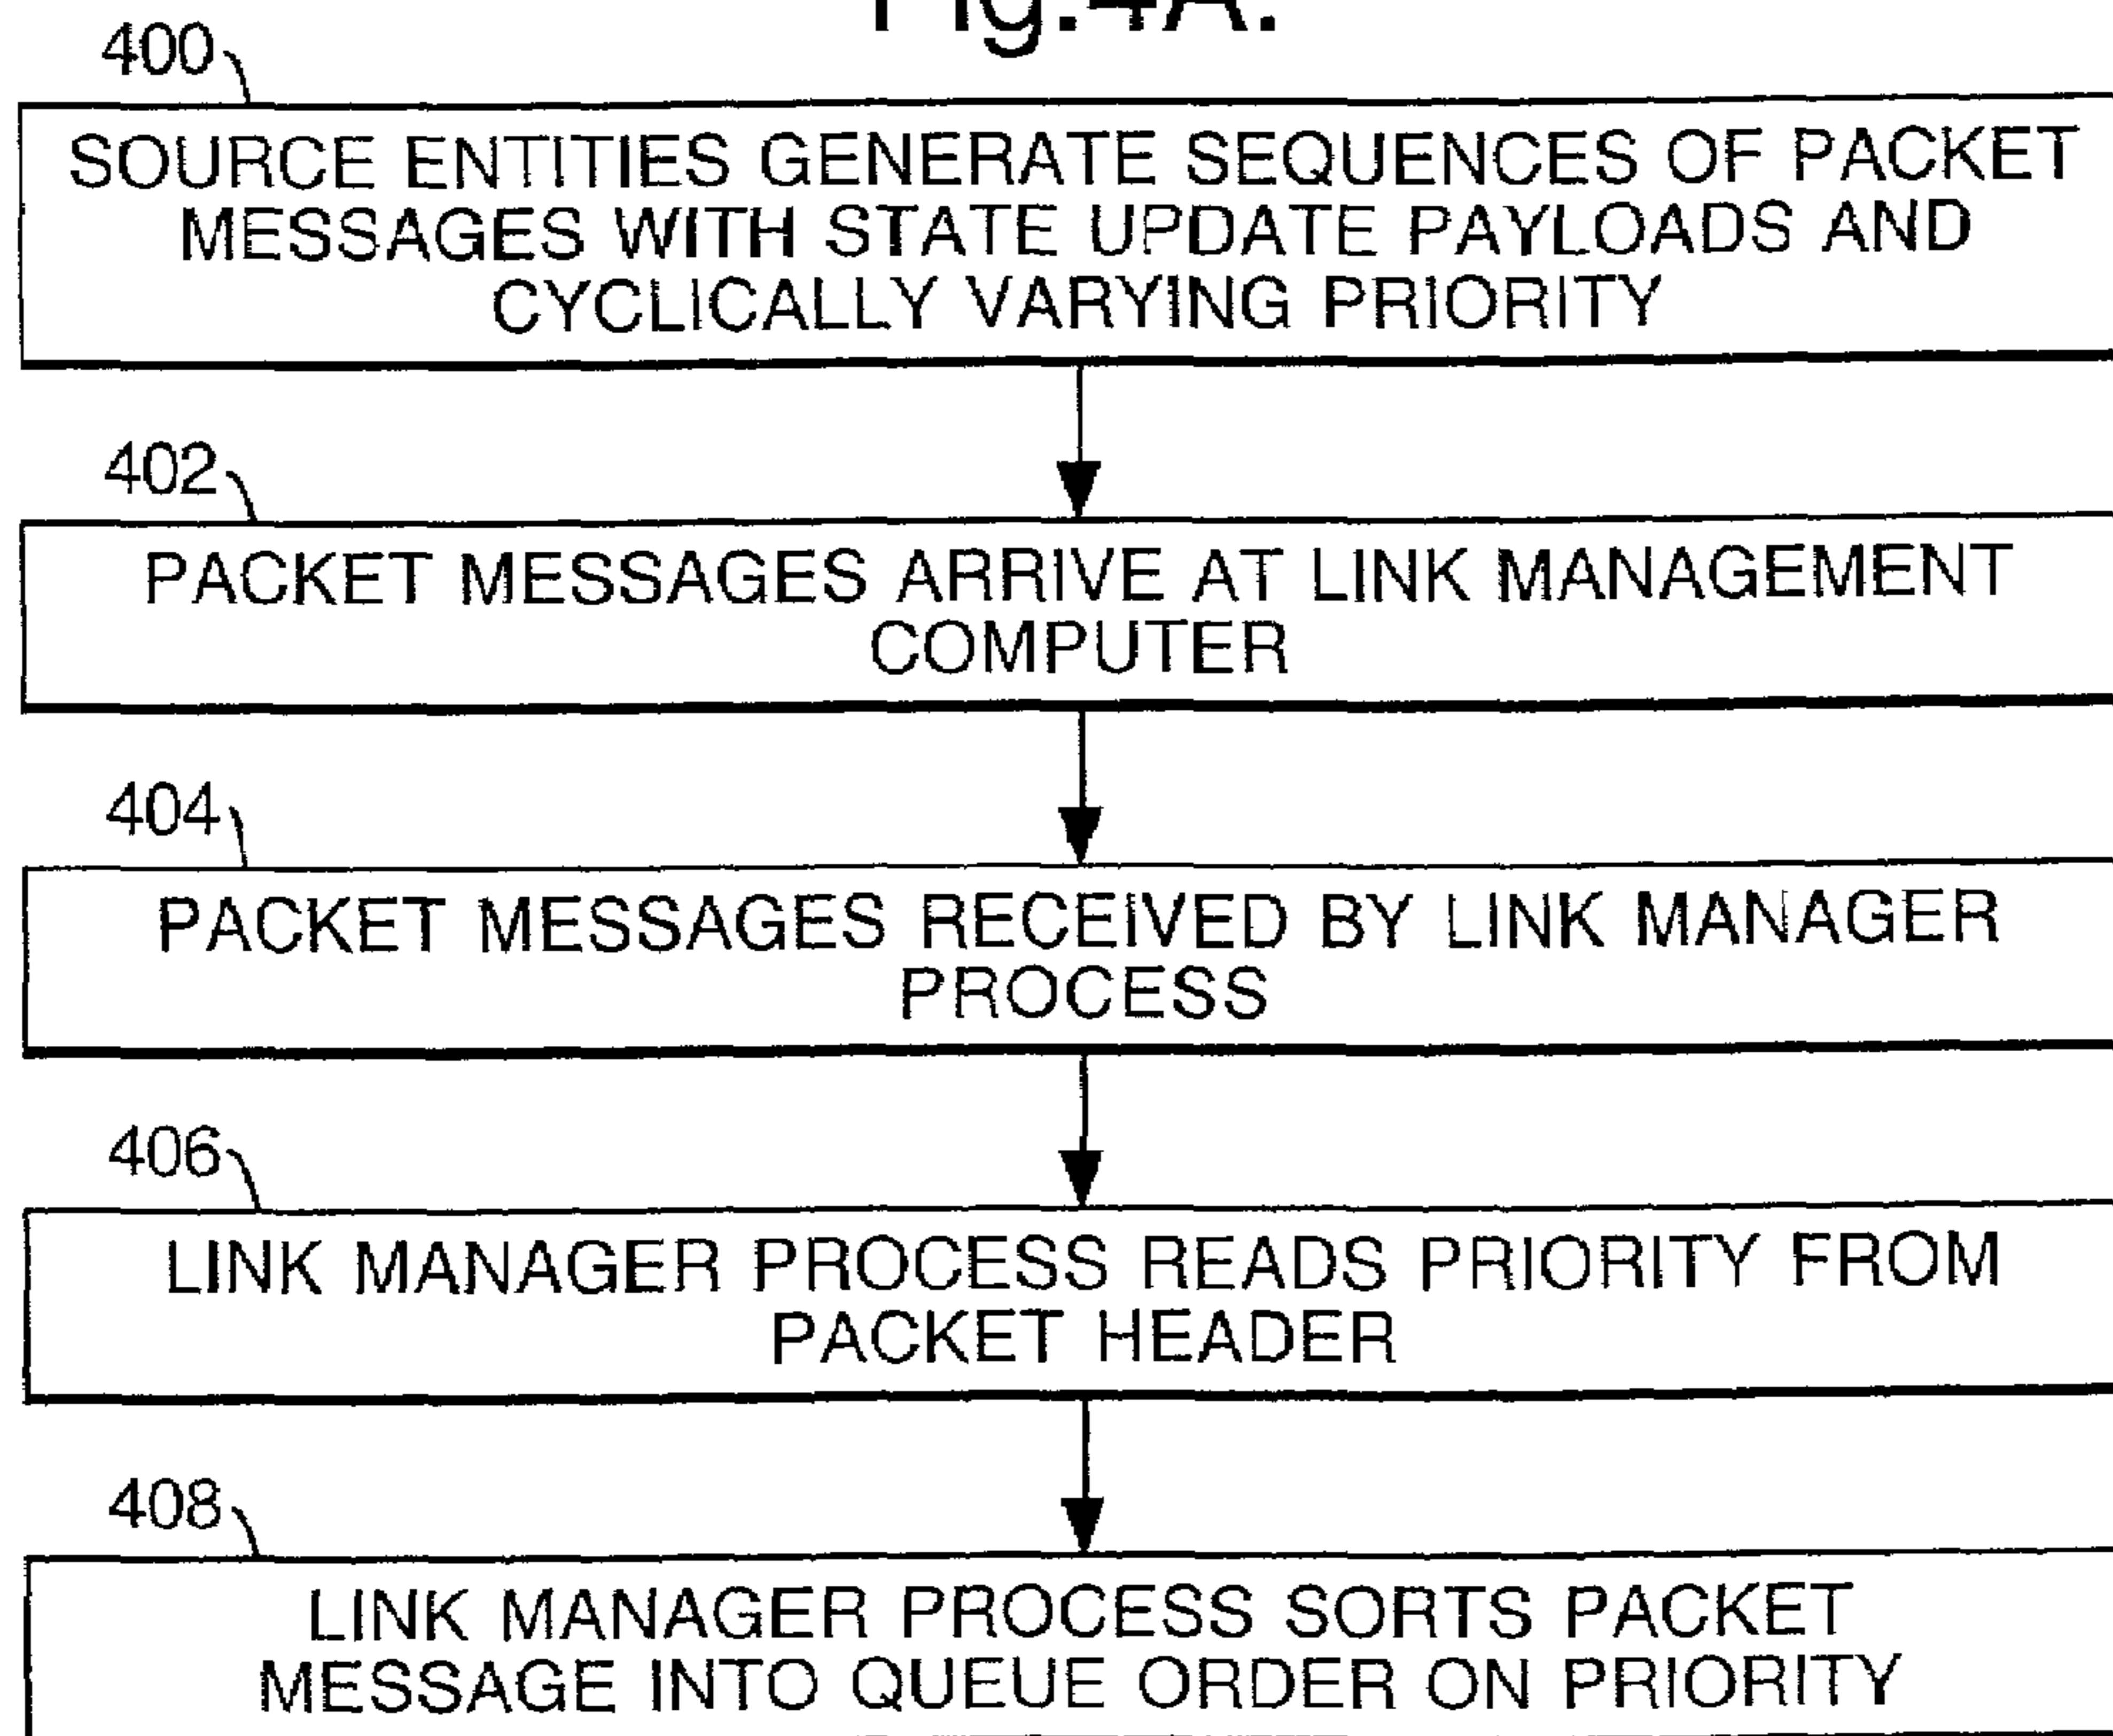 Fig.4A.
400
SOURCE ENTITIES GENERATE SEQUENCES OF PACKET
MESSAGES WITH STATE UPDATE PAYLOADS AND
CYCLICALLY VARYING PRIORITY
402
PACKET MESSAGES ARRIVE AT LINK MANAGEMENT
COMPUTER
404
PACKET MESSAGES RECEIVED BY LINK MANAGER
PROCESS
406
LINK MANAGER PROCESS READS PRIORITY FROM
PACKET HEADER
408
LINK MANAGER PROCESS SORTS PACKET
MESSAGE INTO QUEUE ORDER ON PRIORITY